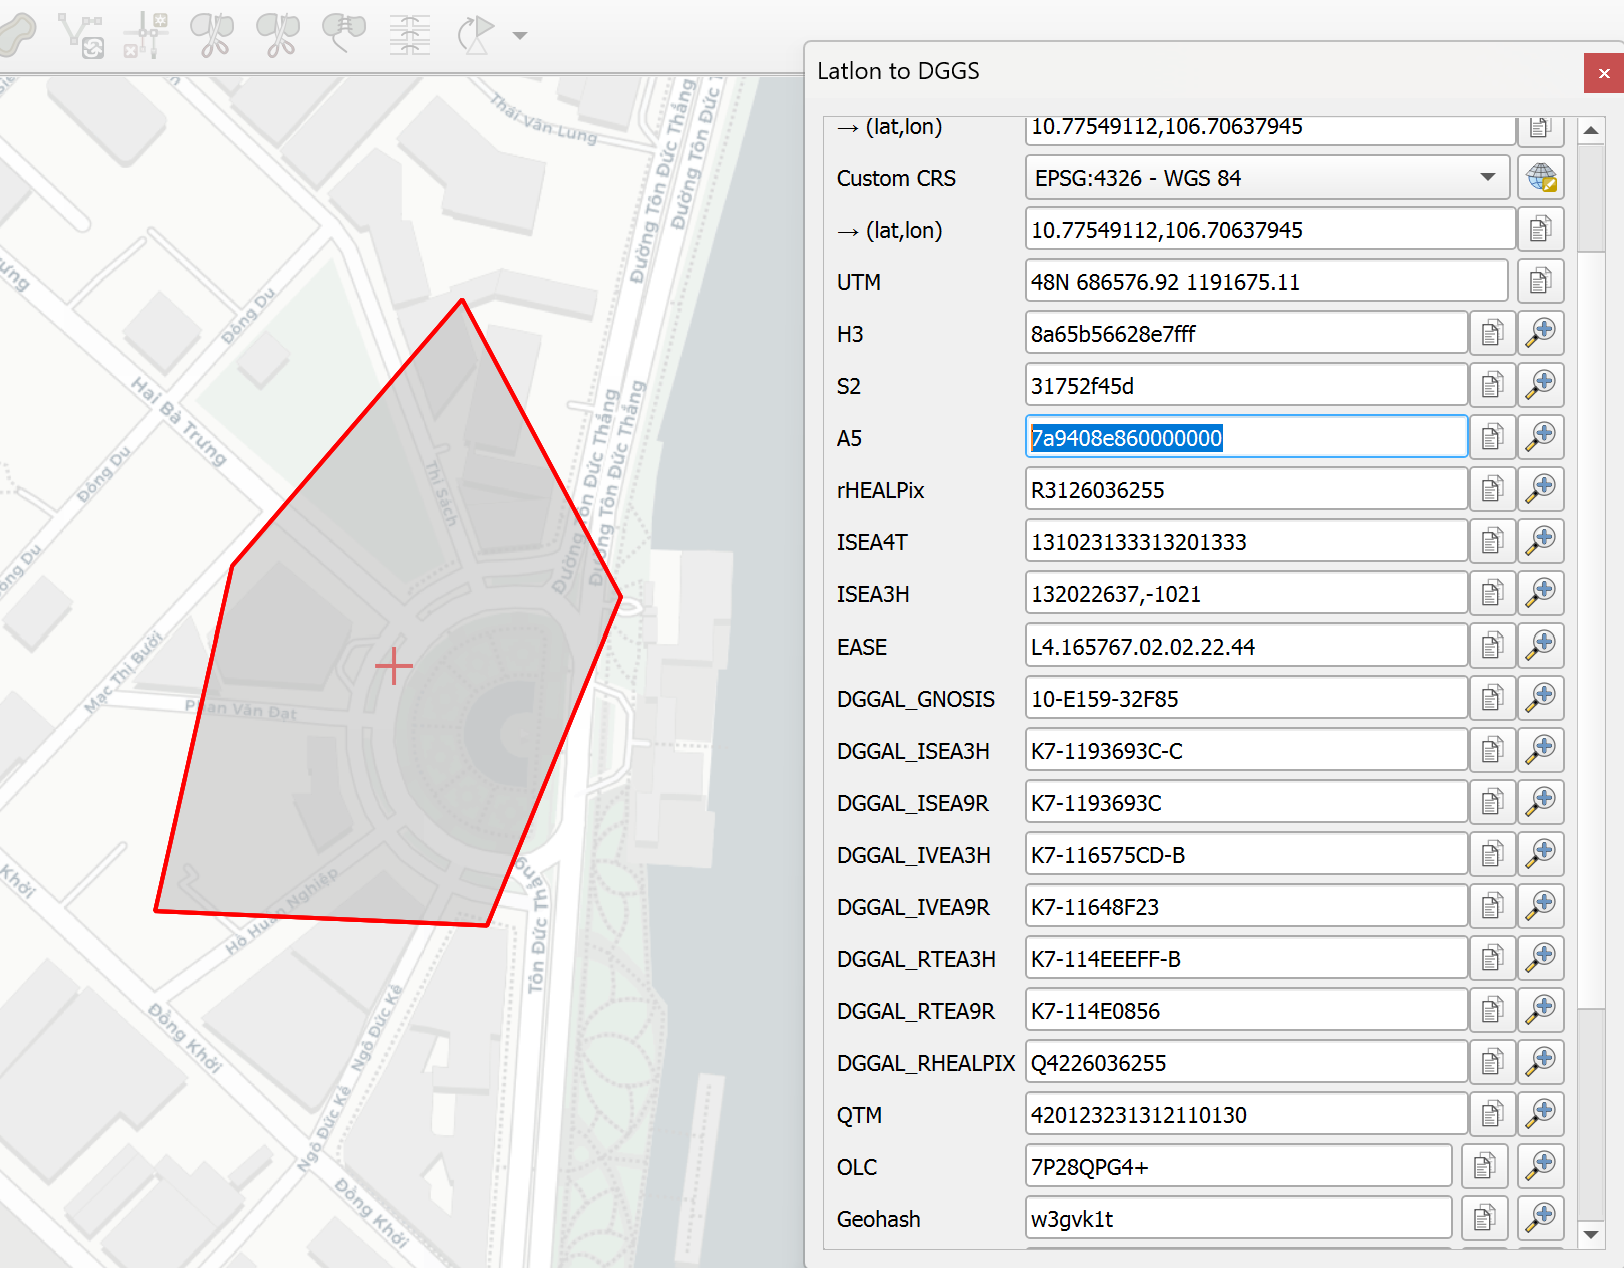 Latlon to DGGS
→ (lat,lon) 10.77549112,106.70637945
Custom CRS EPSG:4326 - WGS 84
→ (lat,lon) 10.77549112,106.70637945
UTM 48N 686576.92 1191675.11
H3 8a65b56628e7fff
S2 31752f45d
A5 7a9408e860000000
rHEALPix R3126036255
ISEA4T 131023133313201333
ISEA3H 132022637,-1021
EASE L4.165767.02.02.22.44
DGGAL_GNOSIS 10-E159-32F85
DGGAL_ISEA3H K7-1193693C-C
DGGAL_ISEA9R K7-1193693C
DGGAL_IVEA3H K7-116575CD-B
DGGAL_IVEA9R K7-11648F23
DGGAL_RTEA3H K7-114EEEFF-B
DGGAL_RTEA9R K7-114E0856
DGGAL_RHEALPIX Q4226036255
QTM 420123231312110130
OLC 7P28QPG4+
Geohash w3gvk1t
Thái Văn Lung
Đường Tôn Đức Thắng
Đường Tôn Đức
Đông Du
Hai Bà Trưng
Đông Du
Thi Sách
Đường Tôn Đức Thắng
Đường Tôn Đức Thắng
Mạc Thị Bưởi
Phan Văn Đạt
Hồ Huấn Nghiệp
Tôn Đức Thắng
Khởi
Đồng Khởi
Ngô Đức Kế
Ngô Đức Kế
Đồng Khởi